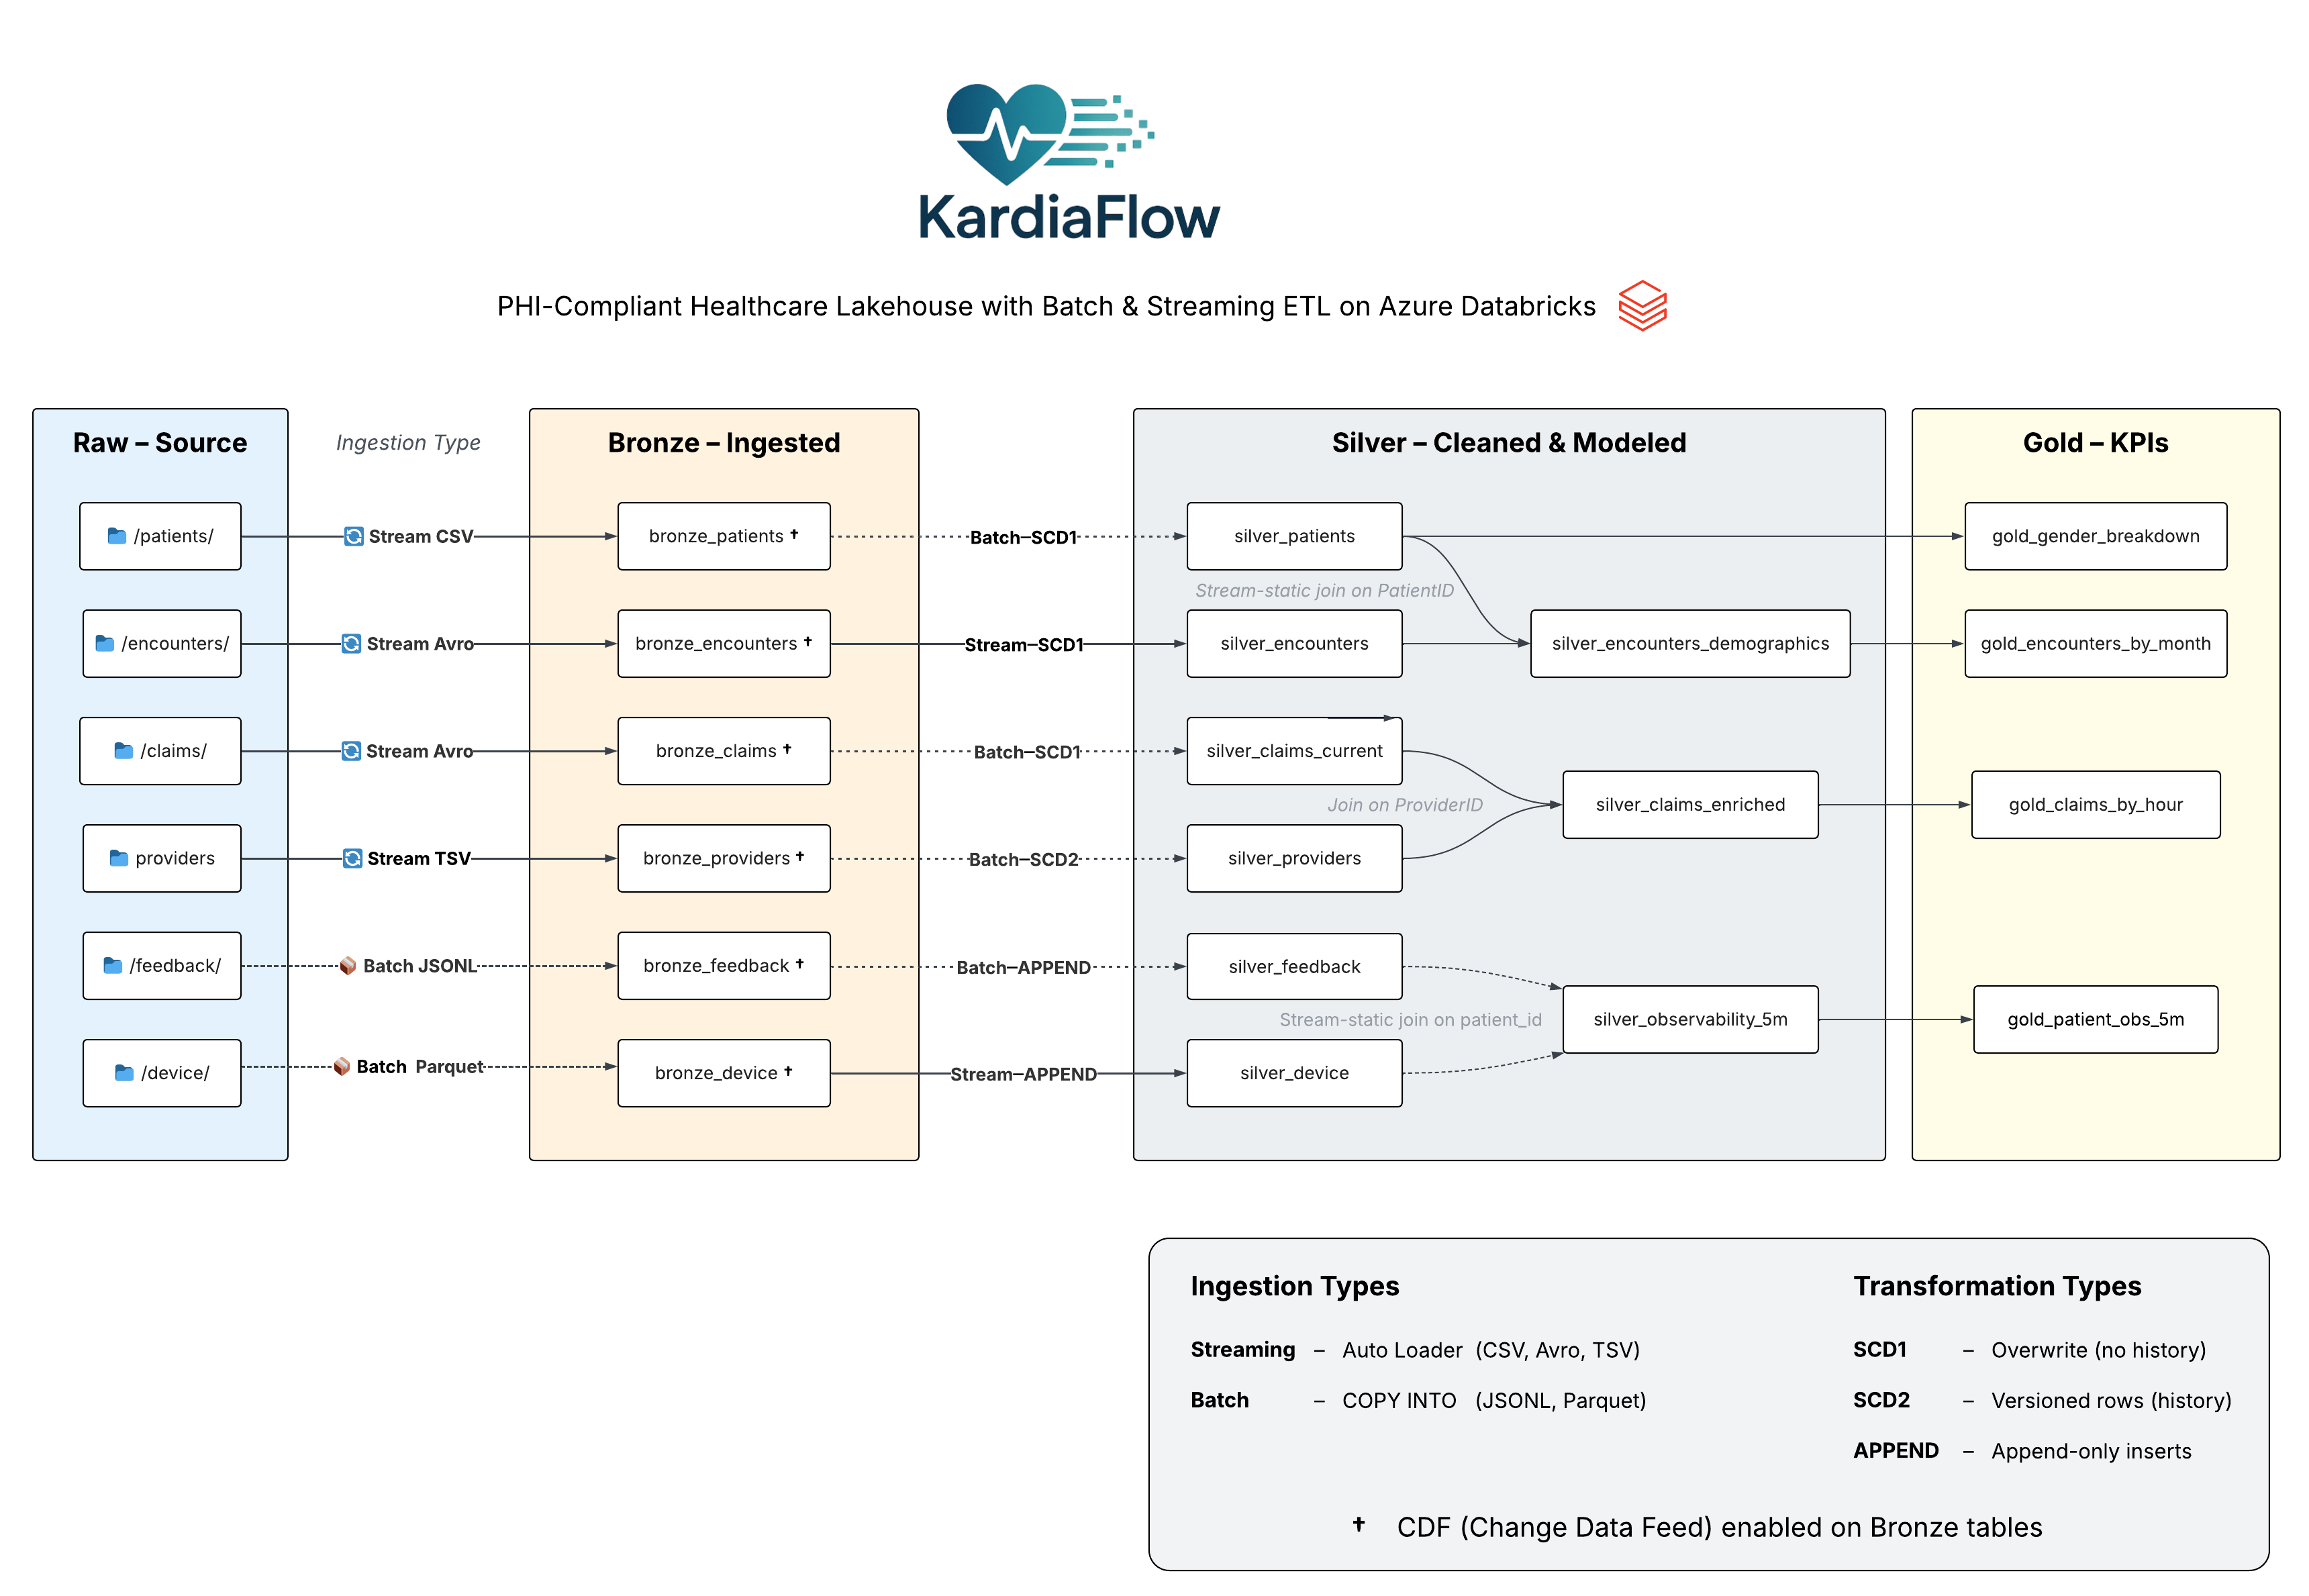 KardiaFlow
PHI-Compliant Healthcare Lakehouse with Batch & Streaming ETL on Azure Databricks
Raw – Source
Ingestion Type
Bronze – Ingested
Silver – Cleaned & Modeled
Gold – KPIs
/patients/
Stream CSV
bronze_patients †
Batch–SCD1
silver_patients
gold_gender_breakdown
Stream-static join on PatientID
/encounters/
Stream Avro
bronze_encounters †
Stream–SCD1
silver_encounters
silver_encounters_demographics
gold_encounters_by_month
/claims/
Stream Avro
bronze_claims †
Batch–SCD1
silver_claims_current
Join on ProviderID
silver_claims_enriched
gold_claims_by_hour
providers
Stream TSV
bronze_providers †
Batch–SCD2
silver_providers
/feedback/
Batch JSONL
bronze_feedback †
Batch–APPEND
silver_feedback
Stream-static join on patient_id
silver_observability_5m
gold_patient_obs_5m
/device/
Batch Parquet
bronze_device †
Stream–APPEND
silver_device
Ingestion Types
Streaming – Auto Loader (CSV, Avro, TSV)
Batch – COPY INTO (JSONL, Parquet)
Transformation Types
SCD1 – Overwrite (no history)
SCD2 – Versioned rows (history)
APPEND – Append-only inserts
† CDF (Change Data Feed) enabled on Bronze tables